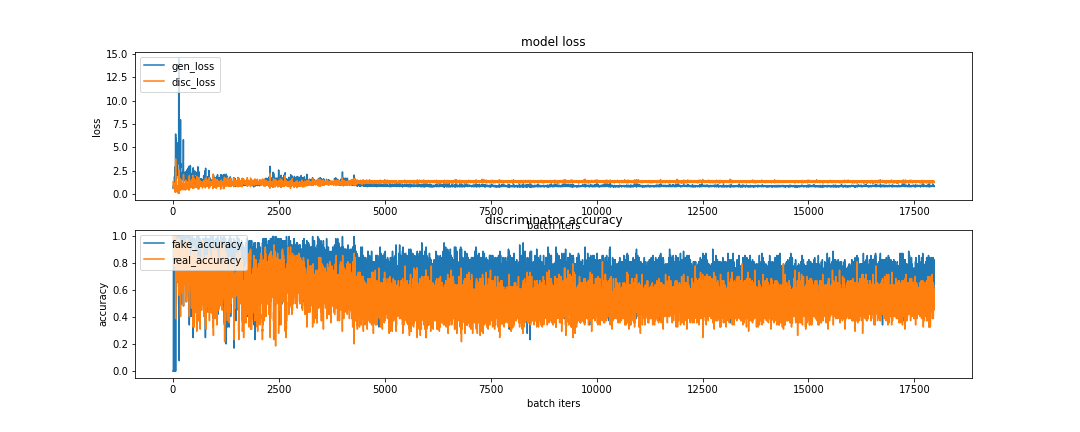 model loss
15.0
12.5
10.0
7.5
5.0
2.5
0.0
loss
gen_loss
disc_loss
0 2500 5000 7500 10000 12500 15000 17500
batch iters
discriminator accuracy
1.0
0.8
0.6
0.4
0.2
0.0
accuracy
fake_accuracy
real_accuracy
0 2500 5000 7500 10000 12500 15000 17500
batch iters